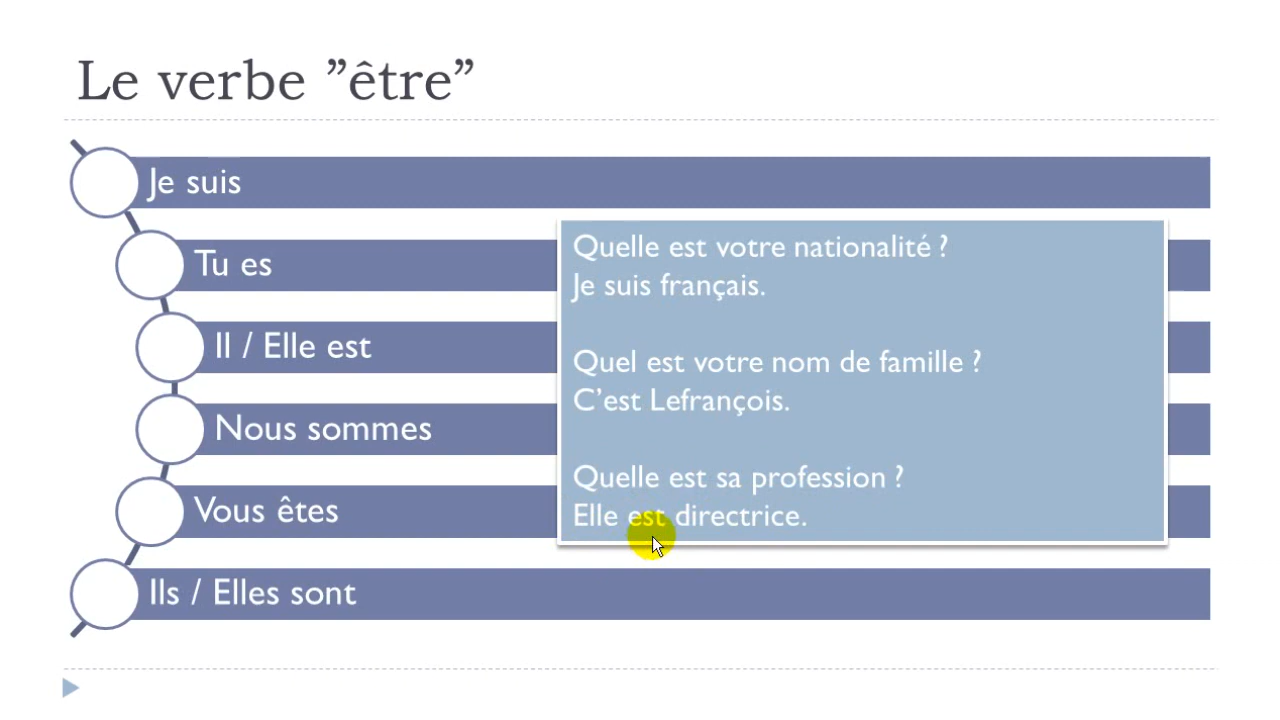 Le verbe ”être”
Je suis
Tu es
Il / Elle est
Nous sommes
Vous êtes
Ils / Elles sont
Quelle est votre nationalité ?
Je suis français.
Quel est votre nom de famille ?
C’est Lefrançois.
Quelle est sa profession ?
Elle est directrice.